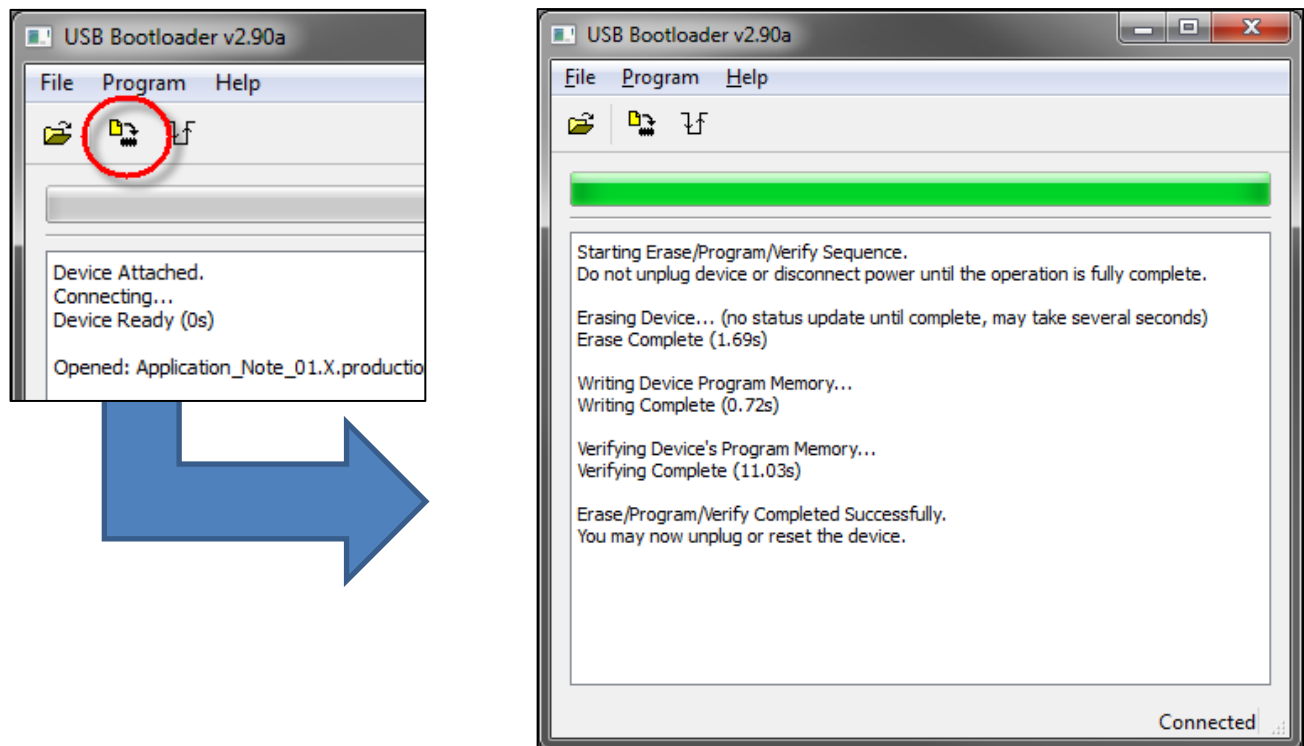 USB Bootloader v2.90a
File Program Help
Device Attached.
Connecting...
Device Ready (0s)
Opened: Application_Note_01.X.productio
USB Bootloader v2.90a
File Program Help
Starting Erase/Program/Verify Sequence.
Do not unplug device or disconnect power until the operation is fully complete.
Erasing Device... (no status update until complete, may take several seconds)
Erase Complete (1.69s)
Writing Device Program Memory...
Writing Complete (0.72s)
Verifying Device's Program Memory...
Verifying Complete (11.03s)
Erase/Program/Verify Completed Successfully.
You may now unplug or reset the device.
Connected